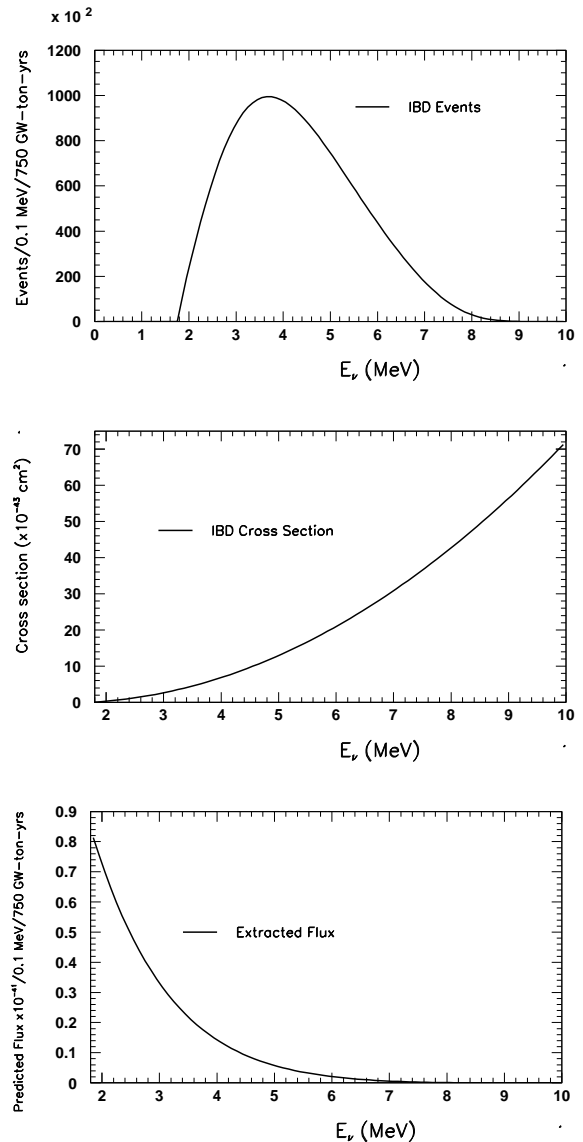 x 10 2
Events/0.1 MeV/750 GW-ton-yrs
1200
1000
800
600
400
200
0
IBD Events
0 1 2 3 4 5 6 7 8 9 10
Eν (MeV)
Cross section (x10⁻⁴³ cm²)
70
60
50
40
30
20
10
0
IBD Cross Section
2 3 4 5 6 7 8 9 10
Eν (MeV)
Predicted Flux x10⁻⁴¹/0.1 MeV/750 GW-ton-yrs
0.9
0.8
0.7
0.6
0.5
0.4
0.3
0.2
0.1
0
Extracted Flux
2 3 4 5 6 7 8 9 10
Eν (MeV)